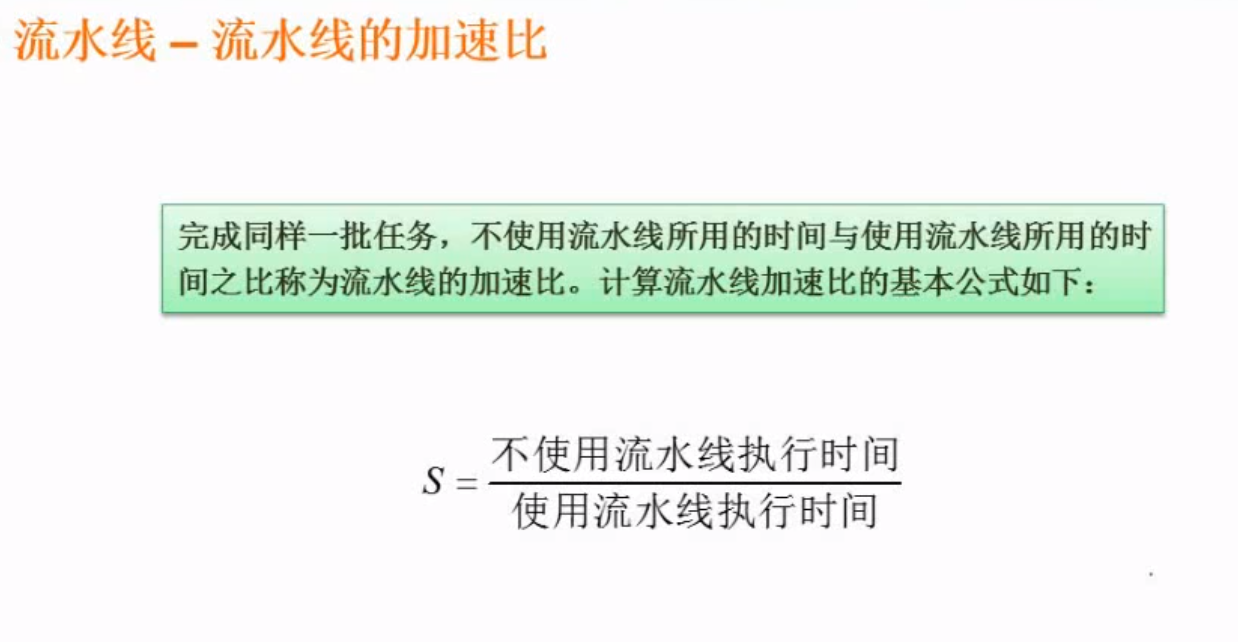 流水线 – 流水线的加速比
完成同样一批任务，不使用流水线所用的时间与使用流水线所用的时
间之比称为流水线的加速比。计算流水线加速比的基本公式如下：
S = 不使用流水线执行时间
使用流水线执行时间